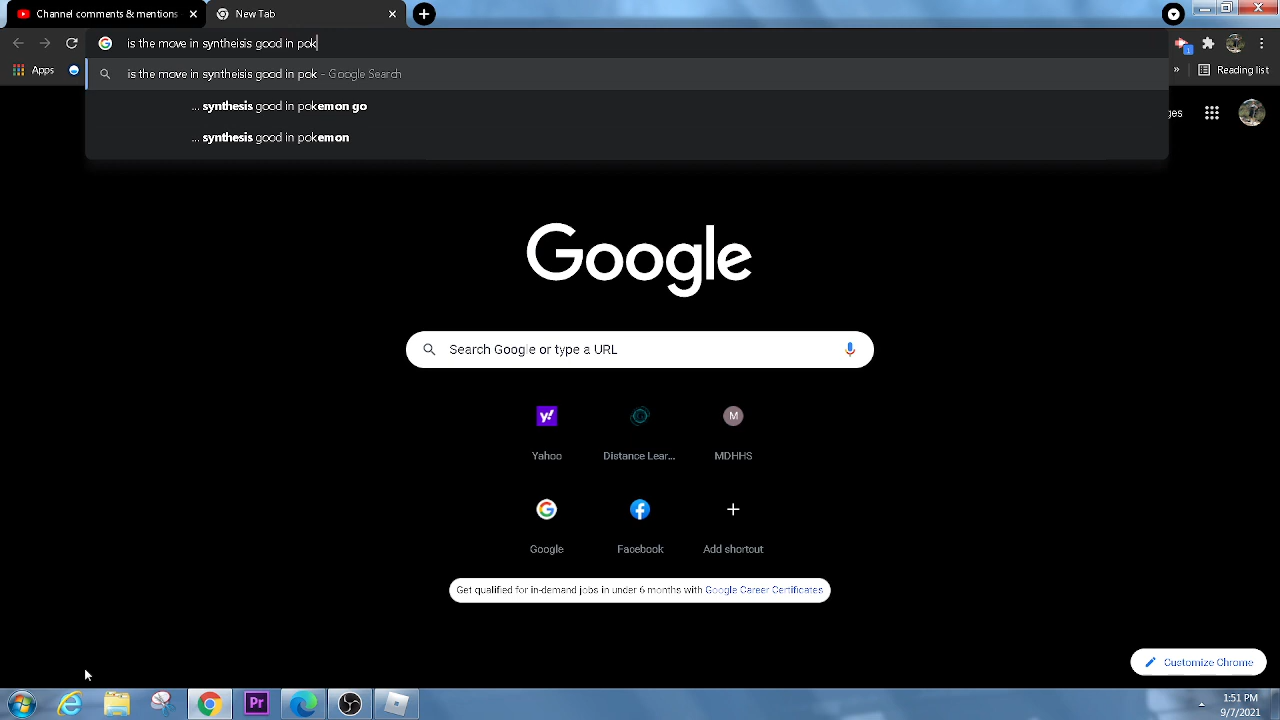 Channel comments & mentions
New Tab
is the move in syntheisis good in pok
Apps
Reading list
is the move in syntheisis good in pok - Google Search
... synthesis good in pokemon go
... synthesis good in pokemon
ges
Google
Search Google or type a URL
y!
M
Yahoo
Distance Lear...
MDHHS
Google
Facebook
Add shortcut
Get qualified for in-demand jobs in under 6 months with Google Career Certificates
Customize Chrome
Pr
1:51 PM
9/7/2021